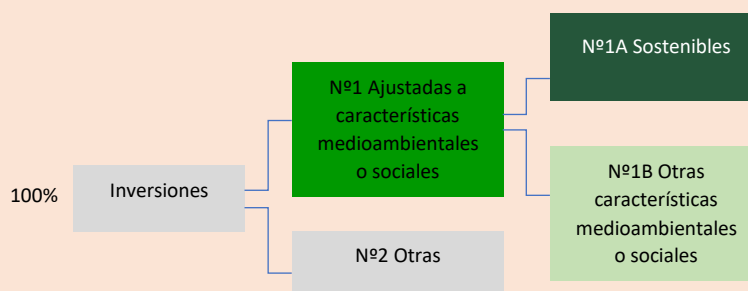 100%
Inversiones
Nº1 Ajustadas a
características
medioambientales
o sociales
Nº2 Otras
Nº1A Sostenibles
Nº1B Otras
características
medioambientales
o sociales